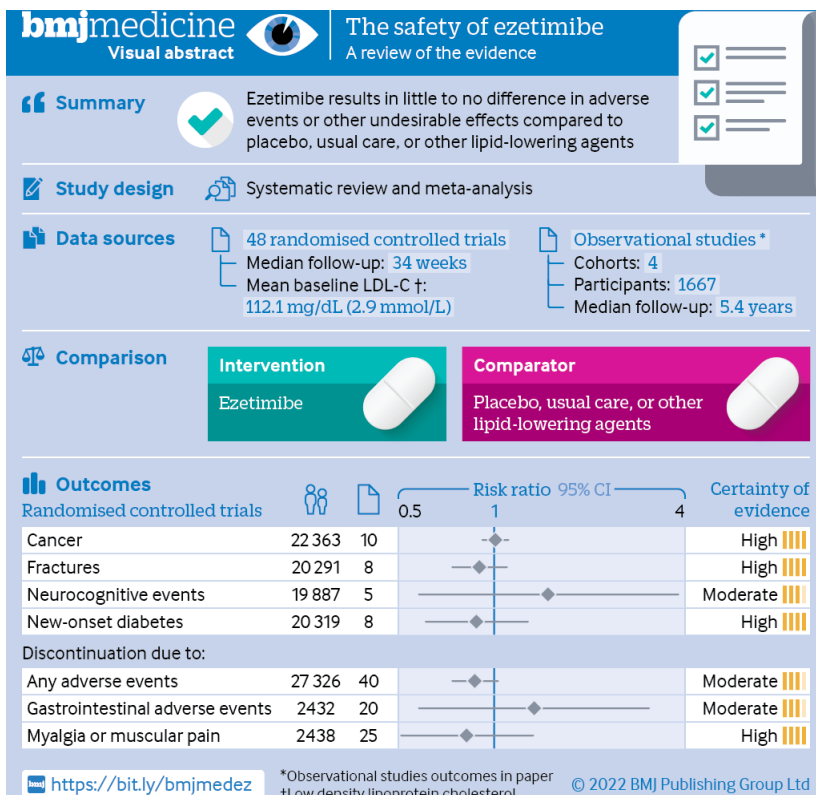 bmjmedicine
Visual abstract
The safety of ezetimibe
A review of the evidence
Summary
Ezetimibe results in little to no difference in adverse
events or other undesirable effects compared to
placebo, usual care, or other lipid-lowering agents
Study design
Systematic review and meta-analysis
Data sources
48 randomised controlled trials
Median follow-up: 34 weeks
Mean baseline LDL-C †:
112.1 mg/dL (2.9 mmol/L)
Observational studies *
Cohorts: 4
Participants: 1667
Median follow-up: 5.4 years
Comparison
Intervention
Ezetimibe
Comparator
Placebo, usual care, or other
lipid-lowering agents
Outcomes
Randomised controlled trials
Risk ratio 95% CI
0.5 1 4
Certainty of
evidence
Cancer 22 363 10 High
Fractures 20 291 8 High
Neurocognitive events 19 887 5 Moderate
New-onset diabetes 20 319 8 High
Discontinuation due to:
Any adverse events 27 326 40 Moderate
Gastrointestinal adverse events 2432 20 Moderate
Myalgia or muscular pain 2438 25 High
bmj https://bit.ly/bmjmedez
*Observational studies outcomes in paper
†Low density lipoprotein cholesterol
© 2022 BMJ Publishing Group Ltd